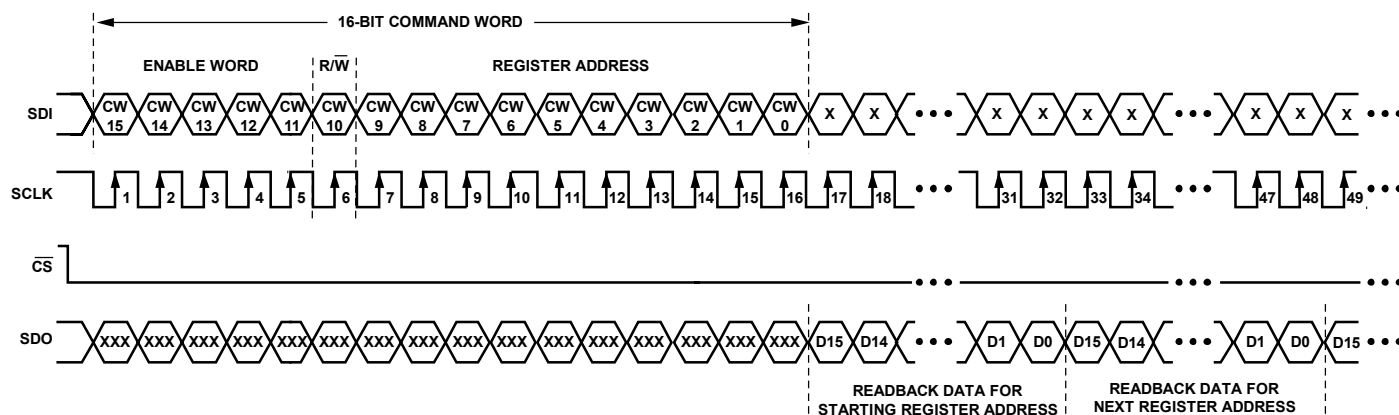 16-BIT COMMAND WORD
ENABLE WORD R/W REGISTER ADDRESS
SDI CW 15 CW 14 CW 13 CW 12 CW 11 CW 10 CW 9 CW 8 CW 7 CW 6 CW 5 CW 4 CW 3 CW 2 CW 1 CW 0 X X X X X X X X X
SCLK 1 2 3 4 5 6 7 8 9 10 11 12 13 14 15 16 17 18 31 32 33 34 47 48 49
CS
SDO XXX XXX XXX XXX XXX XXX XXX XXX XXX XXX XXX XXX XXX XXX XXX XXX D15 D14 D1 D0 D15 D14 D1 D0 D15
READBACK DATA FOR
STARTING REGISTER ADDRESS
READBACK DATA FOR
NEXT REGISTER ADDRESS